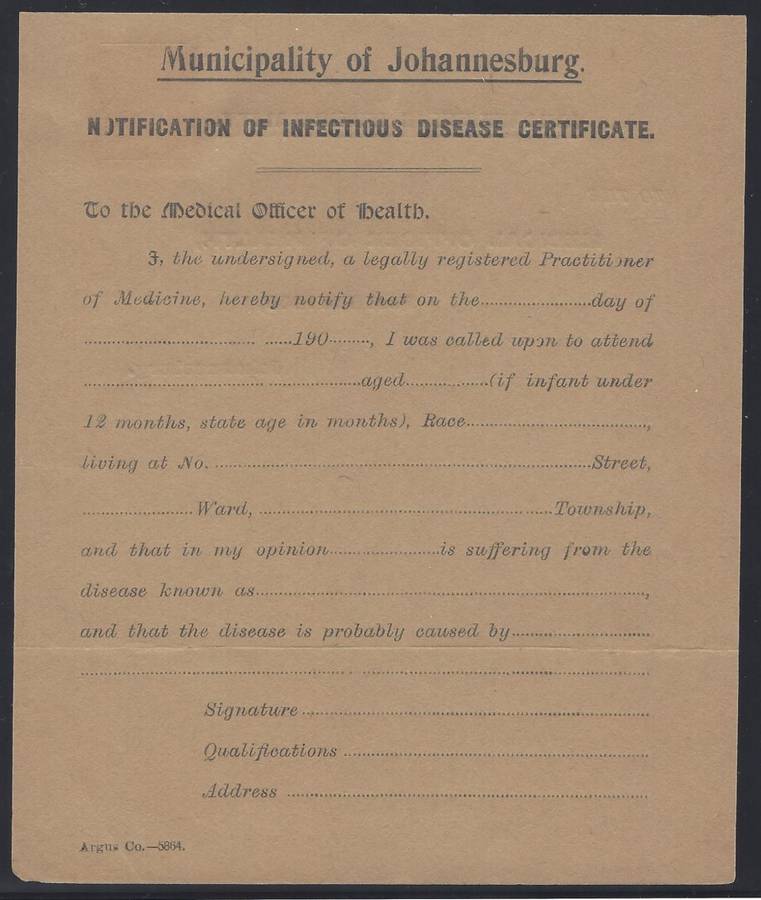 Municipality of Johannesburg.
NOTIFICATION OF INFECTIOUS DISEASE CERTIFICATE.
To the Medical Officer of Health.
I, the undersigned, a legally registered Practitioner
of Medicine, hereby notify that on the......................day of
.................................. ......190........., I was called upon to attend
.................................... ..................aged.................(if infant under
12 months, state age in months), Race....................................,
living at No. ...........................................................................Street,
......................Ward, ..........................................................Township,
and that in my opinion......................is suffering from the
disease known as..............................................................................,
and that the disease is probably caused by............................
..................................................................................................................
Signature .....................................................................
Qualifications .............................................................
Address ........................................................................
Argus Co.—5864.